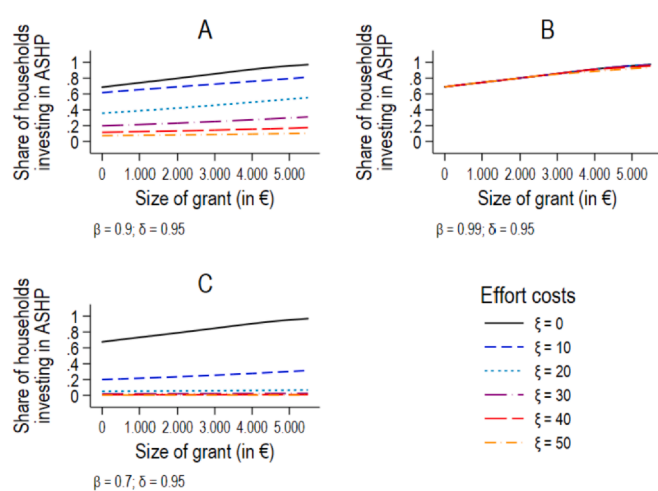 A
Share of households
investing in ASHP
1
.8
.6
.4
.2
0
0 1.000 2.000 3.000 4.000 5.000
Size of grant (in €)
β = 0.9; δ = 0.95
B
Share of households
investing in ASHP
1
.8
.6
.4
.2
0
0 1.000 2.000 3.000 4.000 5.000
Size of grant (in €)
β = 0.99; δ = 0.95
C
Share of households
investing in ASHP
1
.8
.6
.4
.2
0
0 1.000 2.000 3.000 4.000 5.000
Size of grant (in €)
β = 0.7; δ = 0.95
Effort costs
ξ = 0
ξ = 10
ξ = 20
ξ = 30
ξ = 40
ξ = 50